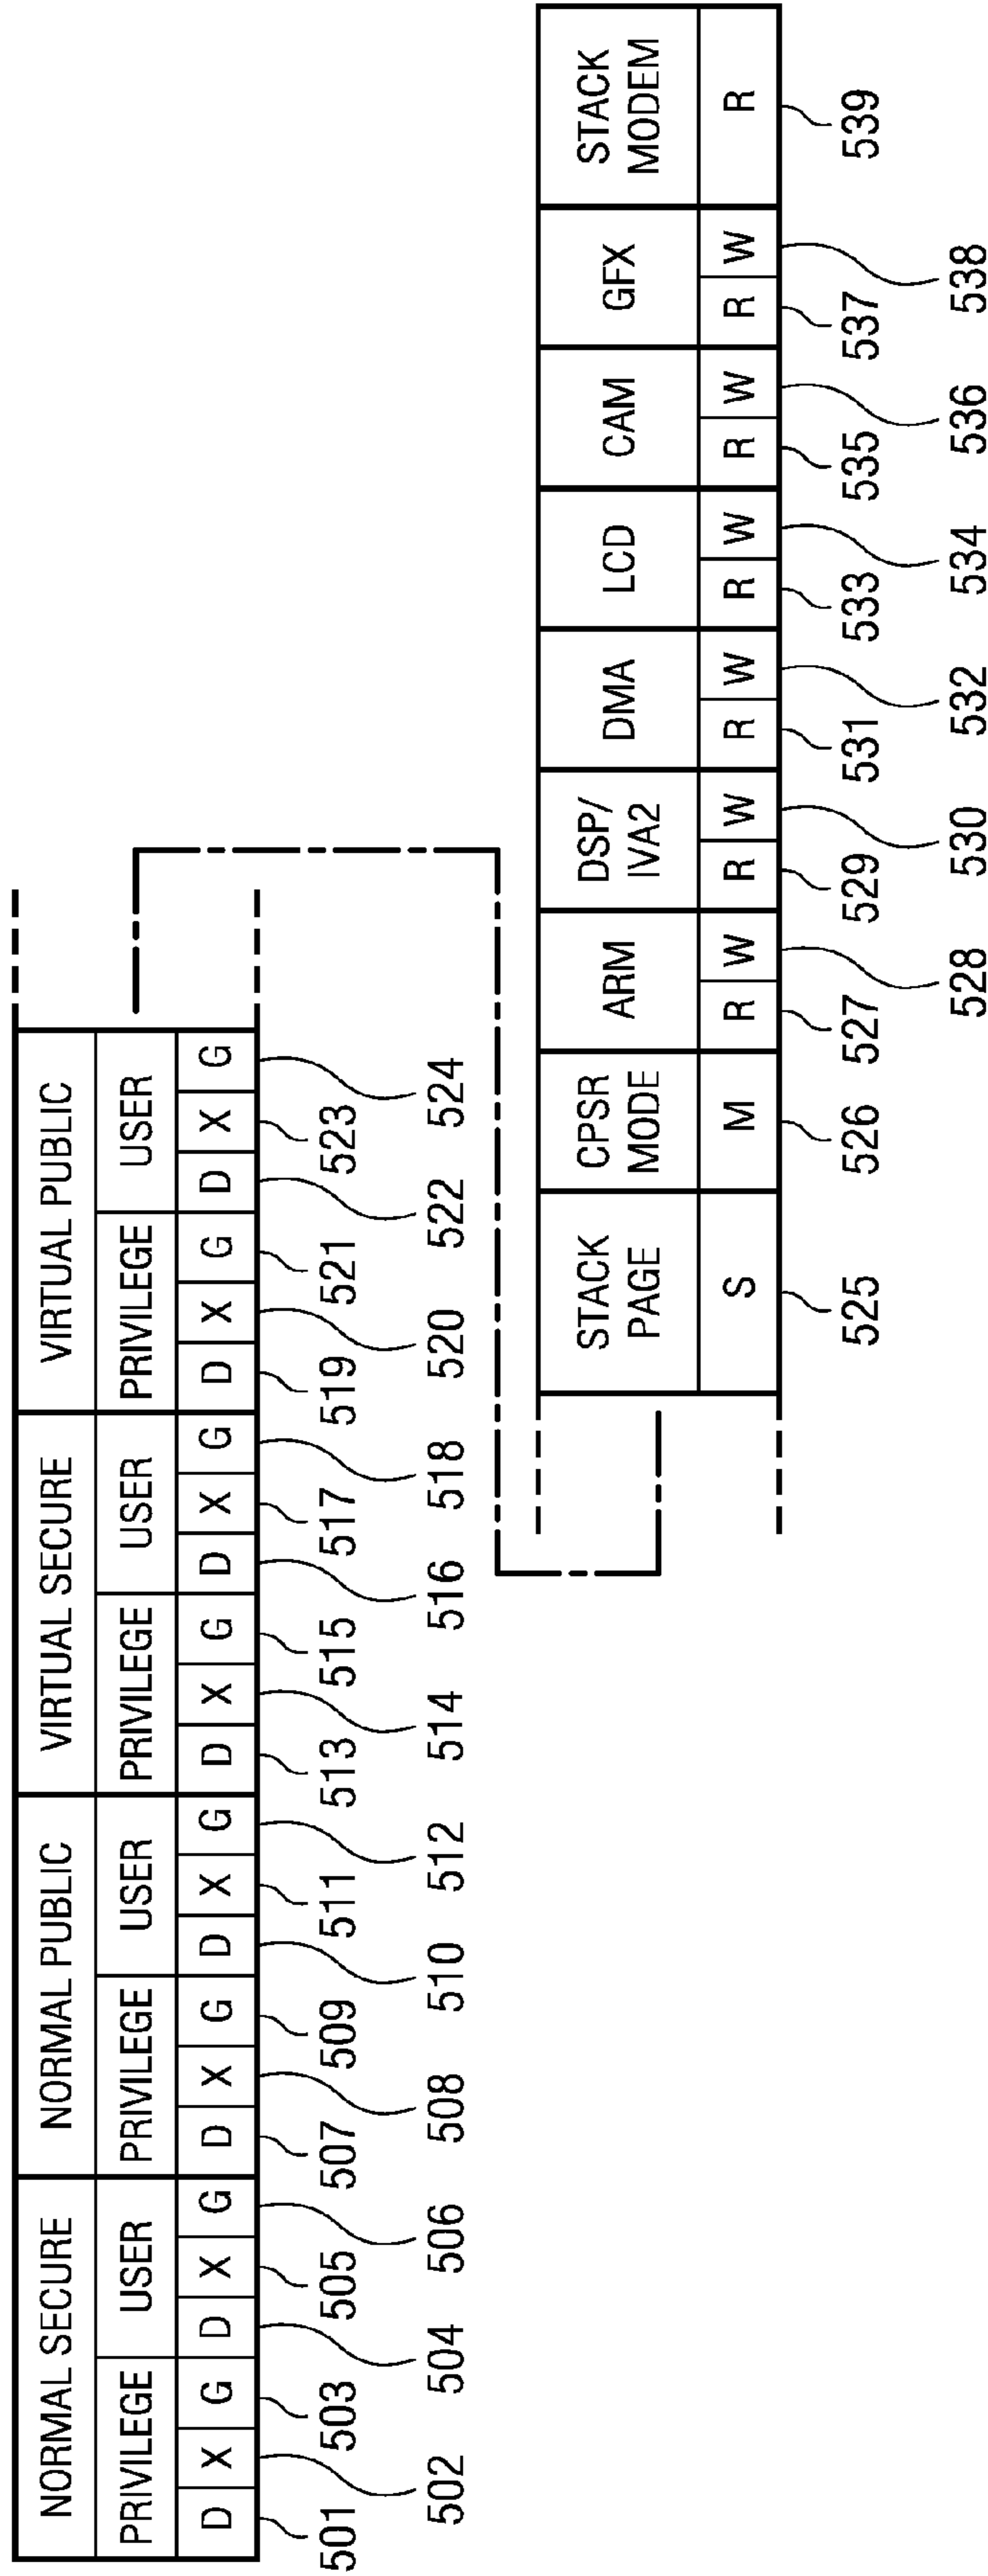 NORMAL SECURE NORMAL PUBLIC VIRTUAL SECURE VIRTUAL PUBLIC
PRIVILEGE USER PRIVILEGE USER PRIVILEGE USER PRIVILEGE USER
D X G D X G D X G D X G D X G D X G D X G D X G
501 503 505 507 509 511 513 515 517 519 521 523
502 504 506 508 510 512 514 516 518 520 522 524
STACK PAGE CPSR MODE ARM DSP/ IVA2 DMA LCD CAM GFX STACK MODEM
S M R W R W R W R W R W R W R
525 526 527 529 531 533 535 537 539
528 530 532 534 536 538